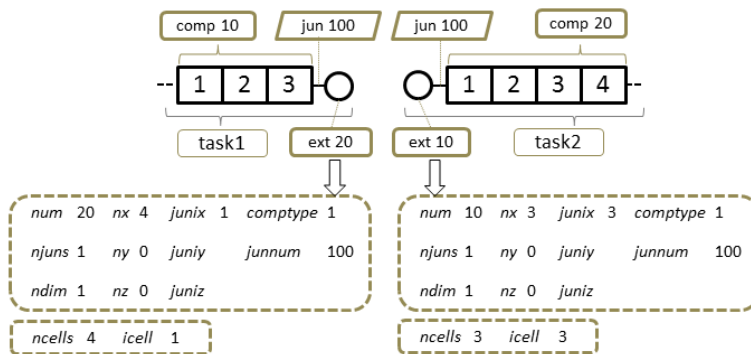 comp 10 jun 100 jun 100 comp 20
1 2 3 1 2 3 4
task1 ext 20 ext 10 task2
num 20 nx 4 junix 1 comptype 1
njuns 1 ny 0 juniy junnum 100
ndim 1 nz 0 juniz
ncells 4 icell 1
num 10 nx 3 junix 3 comptype 1
njuns 1 ny 0 juniy junnum 100
ndim 1 nz 0 juniz
ncells 3 icell 3